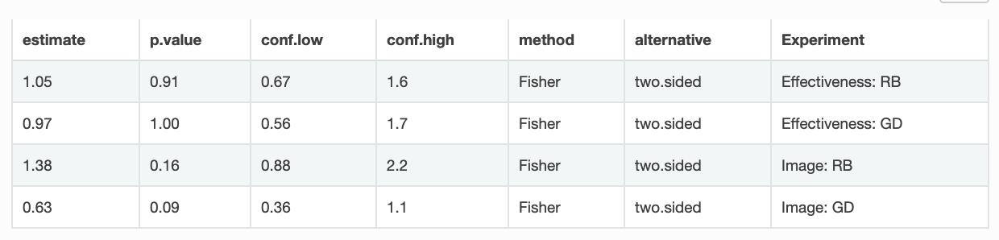 estimate p.value conf.low conf.high method alternative Experiment
1.05 0.91 0.67 1.6 Fisher two.sided Effectiveness: RB
0.97 1.00 0.56 1.7 Fisher two.sided Effectiveness: GD
1.38 0.16 0.88 2.2 Fisher two.sided Image: RB
0.63 0.09 0.36 1.1 Fisher two.sided Image: GD